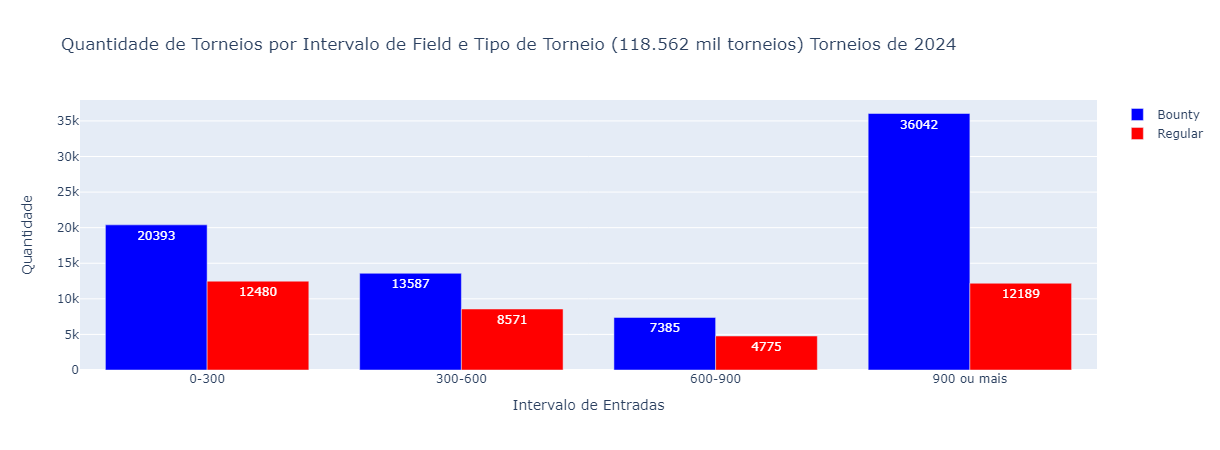 Quantidade de Torneios por Intervalo de Field e Tipo de Torneio (118.562 mil torneios) Torneios de 2024
Bounty
Regular
Quantidade
35k
30k
25k
20k
15k
10k
5k
0
20393
12480
13587
8571
7385
4775
36042
12189
0-300
300-600
600-900
900 ou mais
Intervalo de Entradas